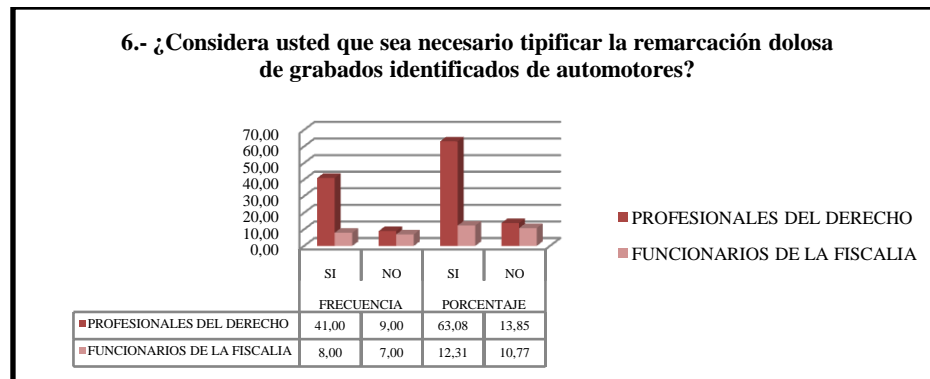 6.- ¿Considera usted que sea necesario tipificar la remarcación dolosa
de grabados identificados de automotores?
70,00
60,00
50,00
40,00
30,00
20,00
10,00
0,00
SI NO SI NO
FRECUENCIA PORCENTAJE
PROFESIONALES DEL DERECHO 41,00 9,00 63,08 13,85
FUNCIONARIOS DE LA FISCALIA 8,00 7,00 12,31 10,77
PROFESIONALES DEL DERECHO
FUNCIONARIOS DE LA FISCALIA